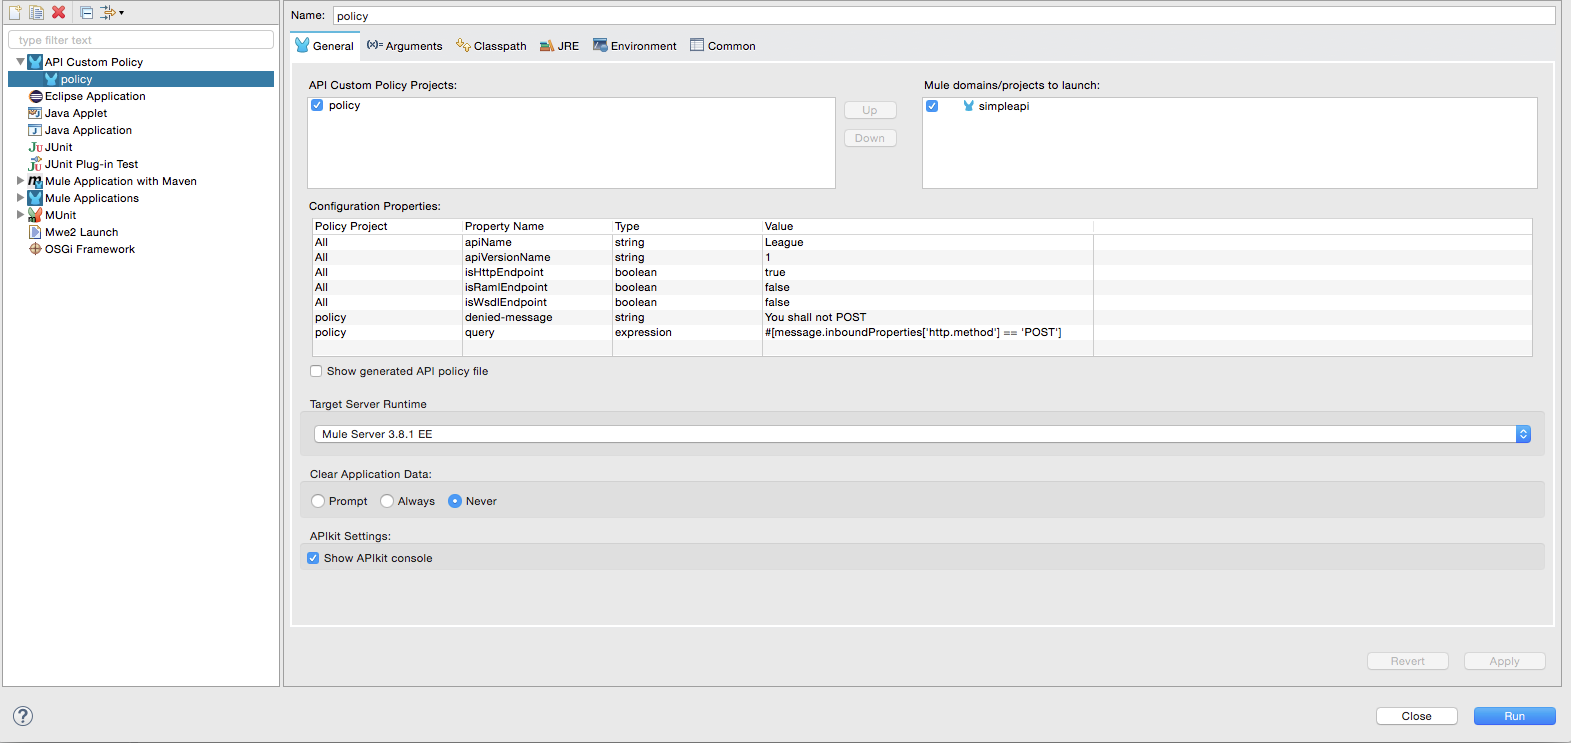 Name: policy
type filter text
API Custom Policy
policy
Eclipse Application
Java Applet
Java Application
JUnit
JUnit Plug-in Test
Mule Application with Maven
Mule Applications
MUnit
Mwe2 Launch
OSGi Framework
General (x)= Arguments Classpath JRE Environment Common
API Custom Policy Projects:
policy
Up
Down
Mule domains/projects to launch:
simpleapi
Configuration Properties:
Policy Project Property Name Type Value
All apiName string League
All apiVersionName string 1
All isHttpEndpoint boolean true
All isRamlEndpoint boolean false
All isWsdlEndpoint boolean false
policy denied-message string You shall not POST
policy query expression #[message.inboundProperties['http.method'] == 'POST']
Show generated API policy file
Target Server Runtime
Mule Server 3.8.1 EE
Clear Application Data:
Prompt Always Never
APIkit Settings:
Show APIkit console
Revert Apply
? Close Run